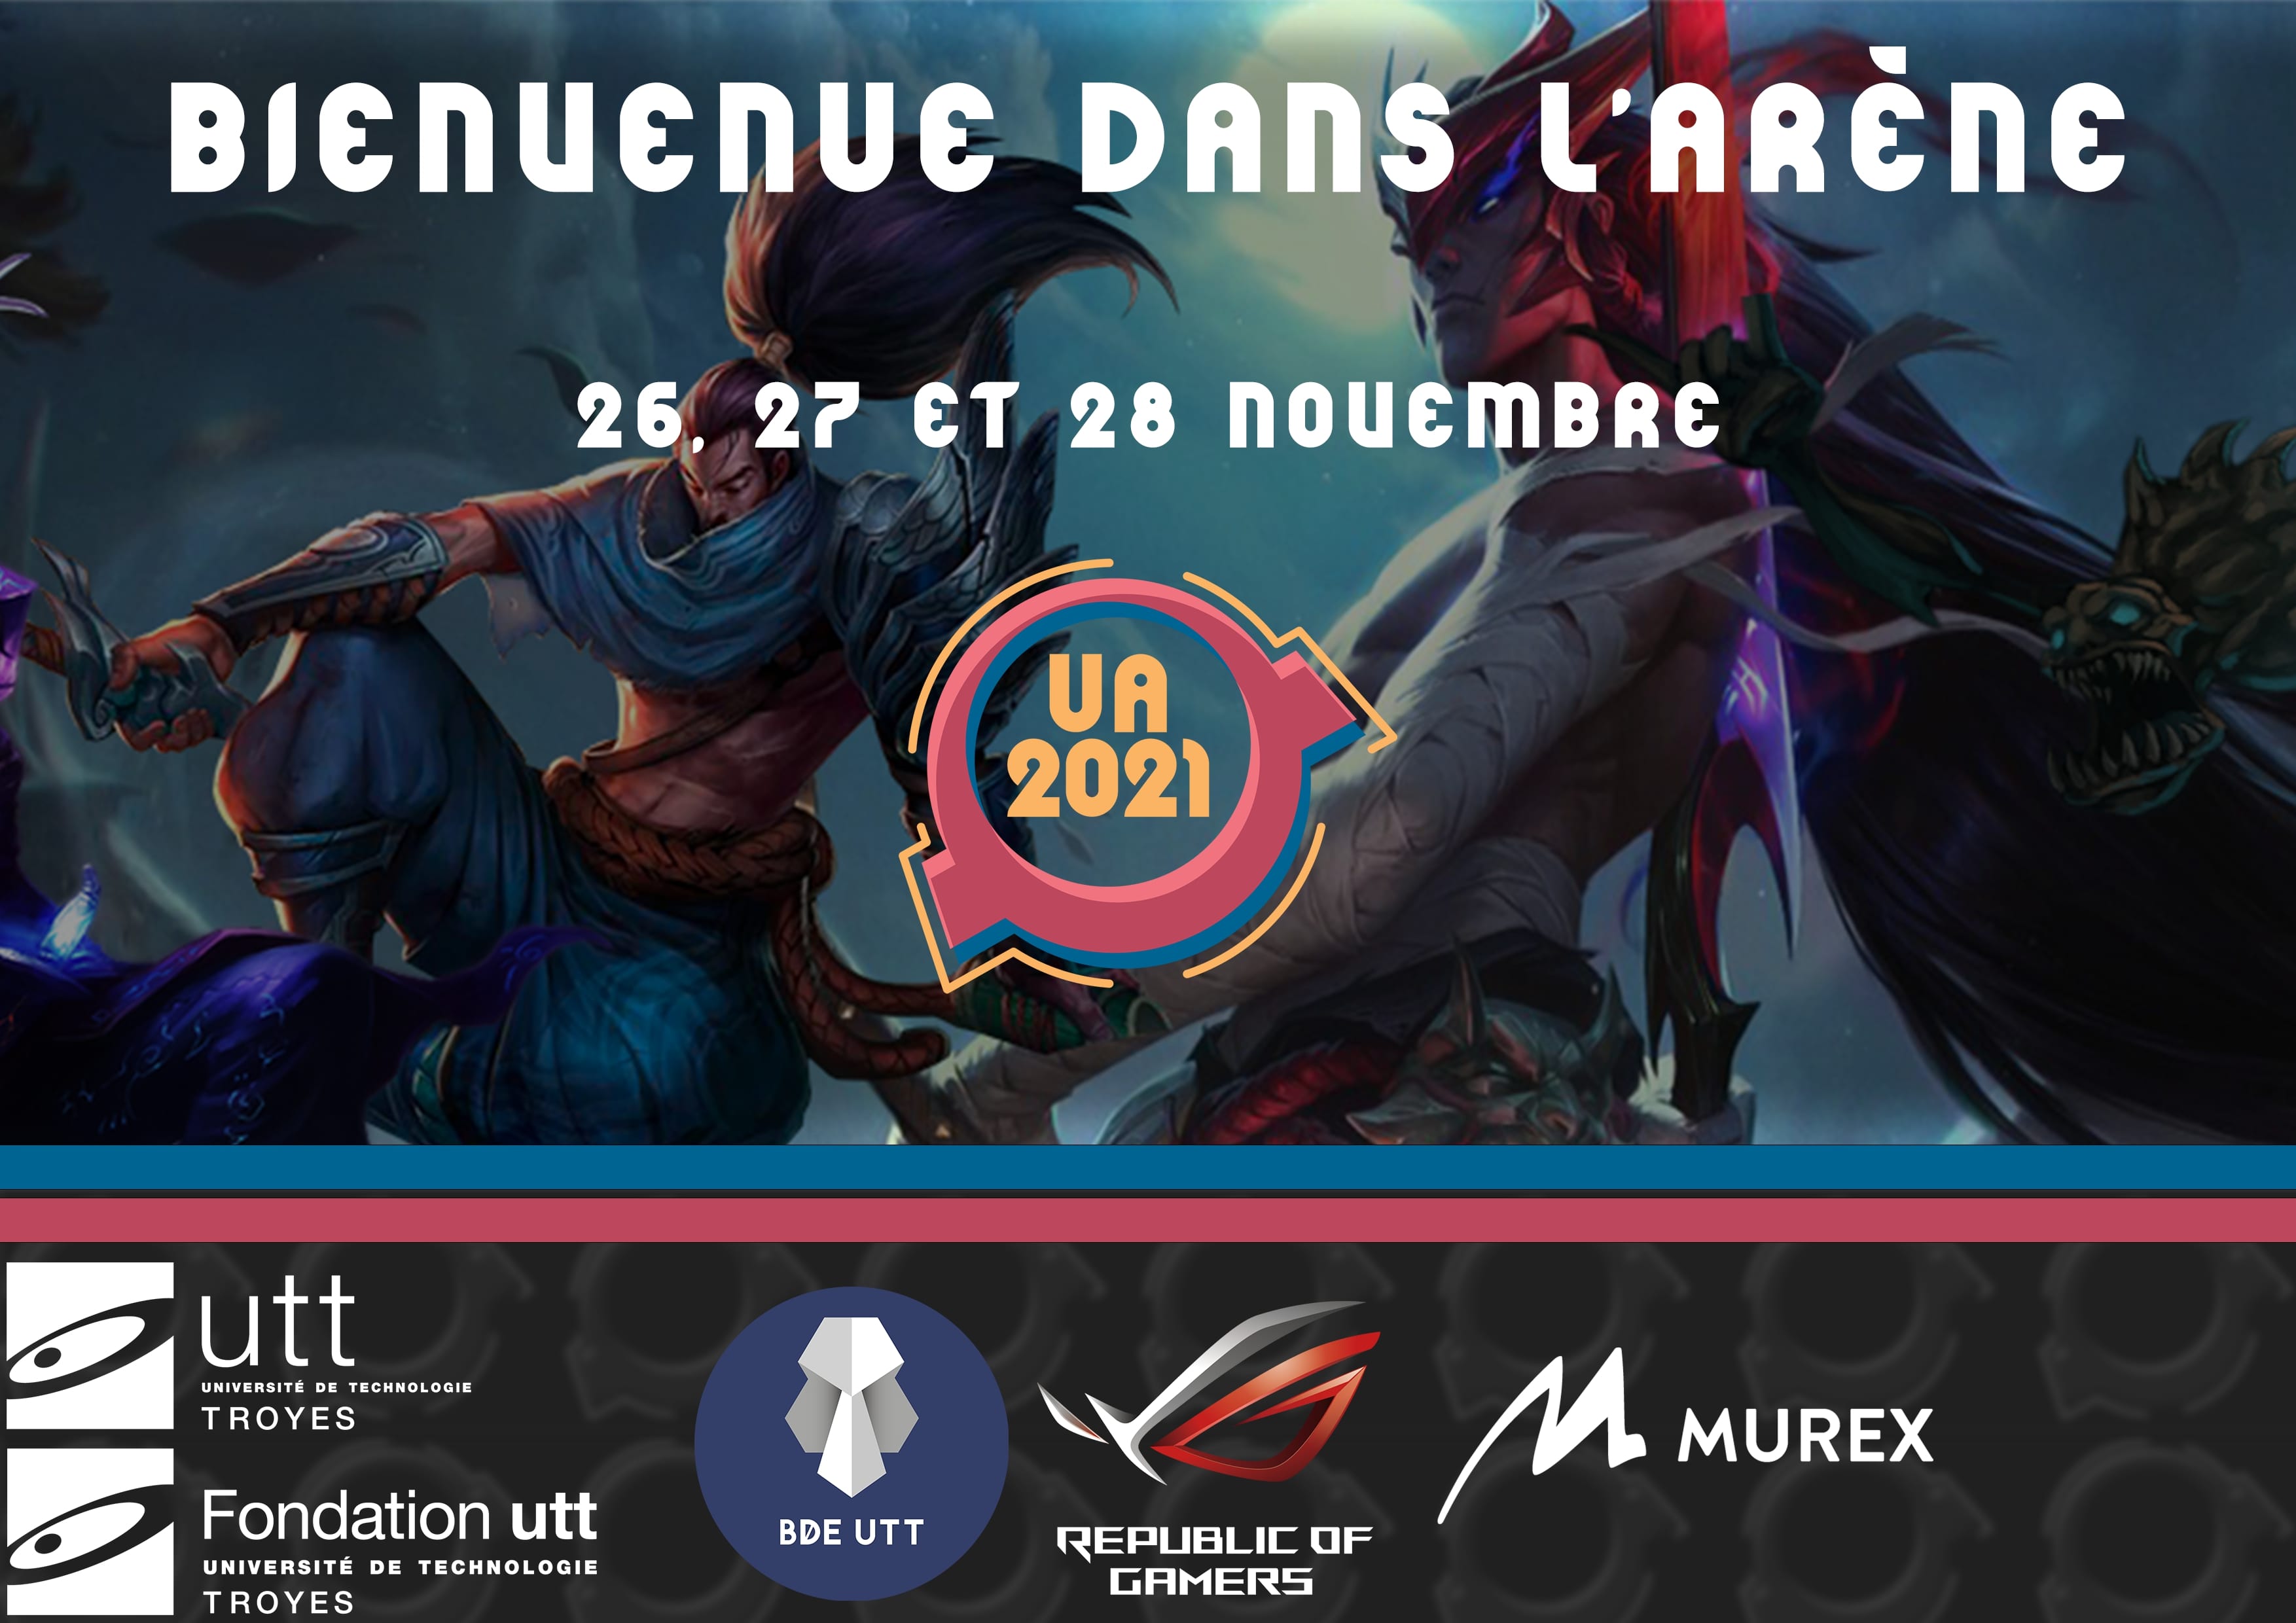 BIENVENUE DANS L'ARÈNE
26, 27 ET 28 NOVEMBRE
UA
2021
utt
UNIVERSITÉ DE TECHNOLOGIE
TROYES
Fondation utt
UNIVERSITÉ DE TECHNOLOGIE
TROYES
BDE UTT
REPUBLIC OF
GAMERS
MUREX